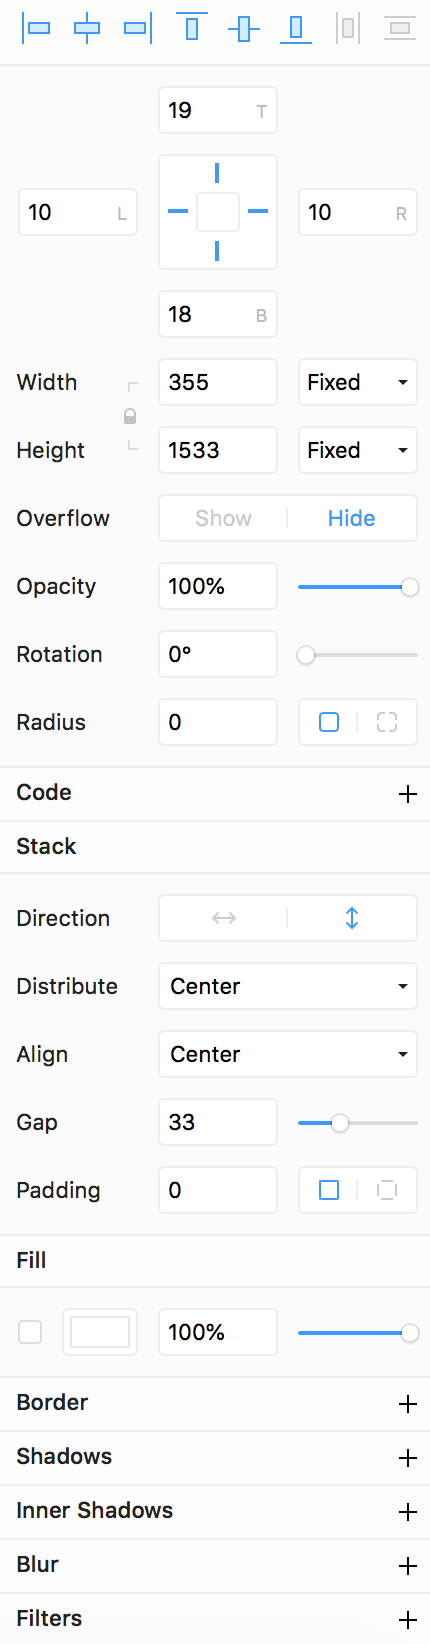 19 T
10 L 10 R
18 B
Width 355 Fixed
Height 1533 Fixed
Overflow Show Hide
Opacity 100%
Rotation 0°
Radius 0
Code +
Stack
Direction
Distribute Center
Align Center
Gap 33
Padding 0
Fill
100%
Border +
Shadows +
Inner Shadows +
Blur +
Filters +